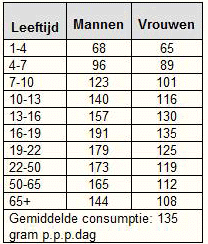 Leeftijd Mannen Vrouwen
1-4 68 65
4-7 96 89
7-10 123 101
10-13 140 116
13-16 157 130
16-19 191 135
19-22 179 125
22-50 173 119
50-65 165 112
65+ 144 108
Gemiddelde consumptie: 135
gram p.p.p.dag